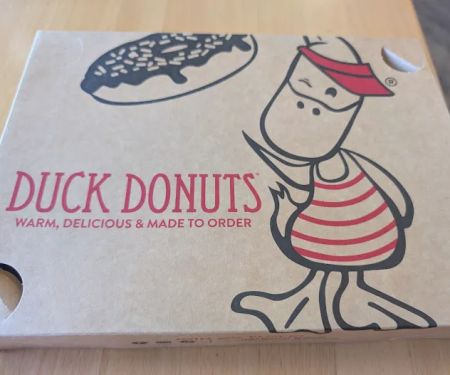 DUCK DONUTS
WARM, DELICIOUS & MADE TO ORDER
®